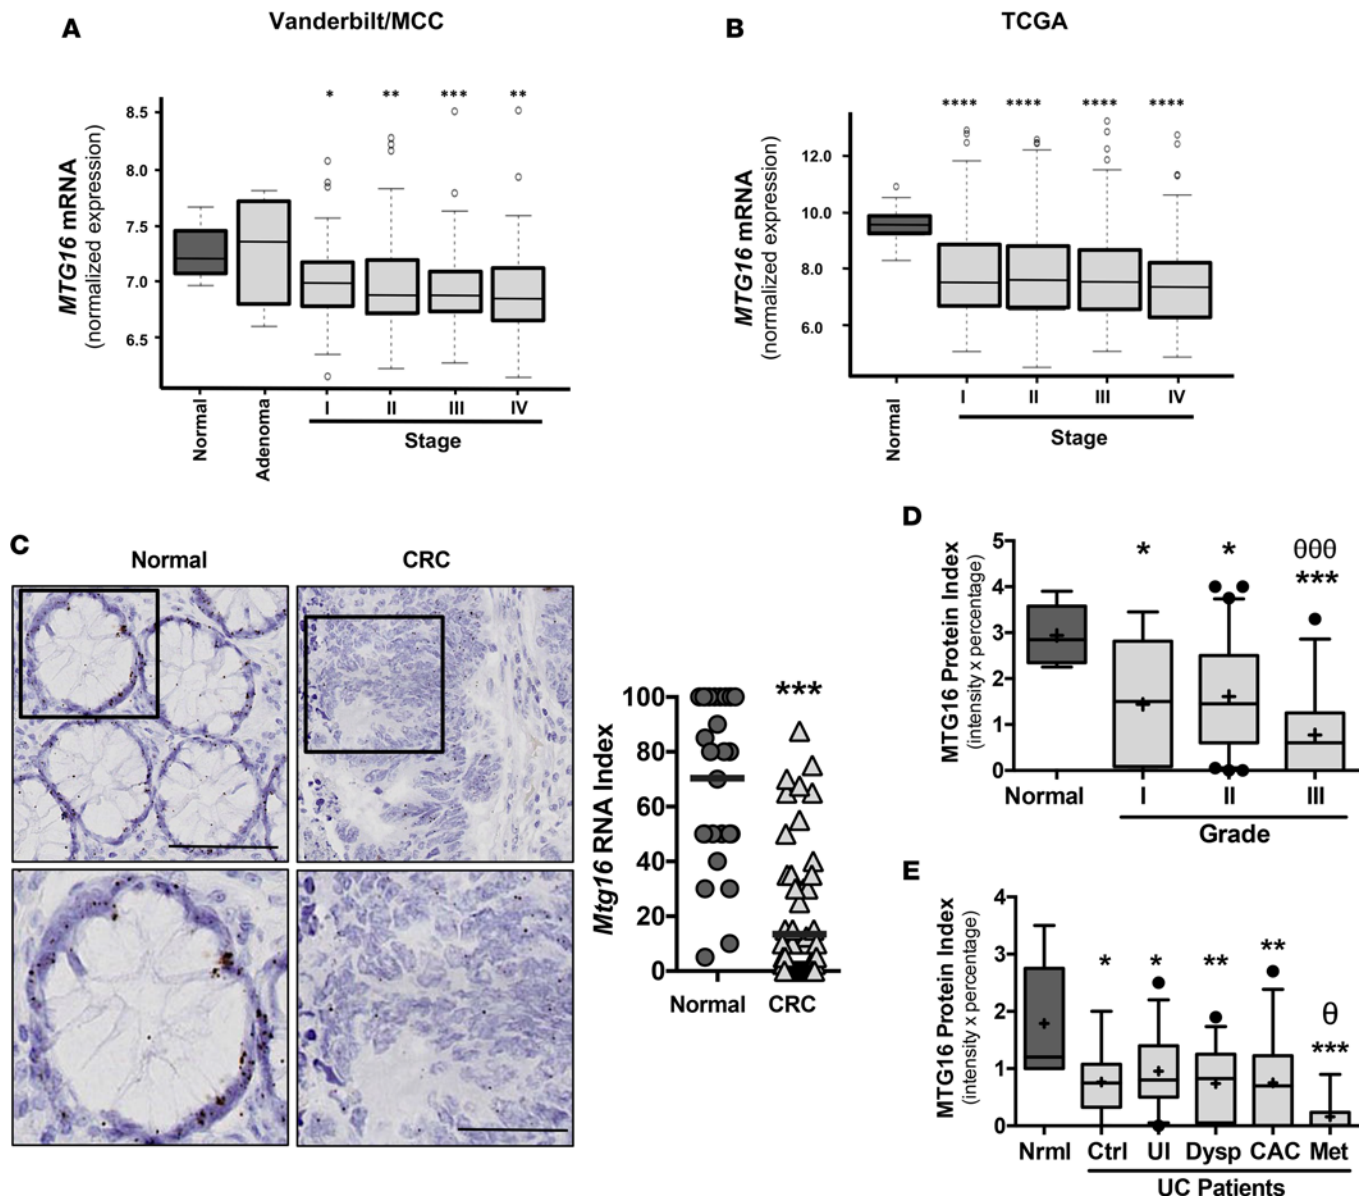 A
Vanderbilt/MCC
MTG16 mRNA
(normalized expression)
8.5
8.0
7.5
7.0
6.5
* ** *** **
Normal
Adenoma
I II III IV
Stage
B
TCGA
MTG16 mRNA
(normalized expression)
12.0
10.0
8.0
6.0
**** **** **** ****
Normal
I II III IV
Stage
C
Normal CRC
Mtg16 RNA Index
100
80
60
40
20
0
***
Normal CRC
D
MTG16 Protein Index
(intensity x percentage)
5
4
3
2
1
0
* * θθθ
***
Normal I II III
Grade
E
MTG16 Protein Index
(intensity x percentage)
4
3
2
1
0
* * ** ** θ
***
Nrml Ctrl UI Dysp CAC Met
UC Patients